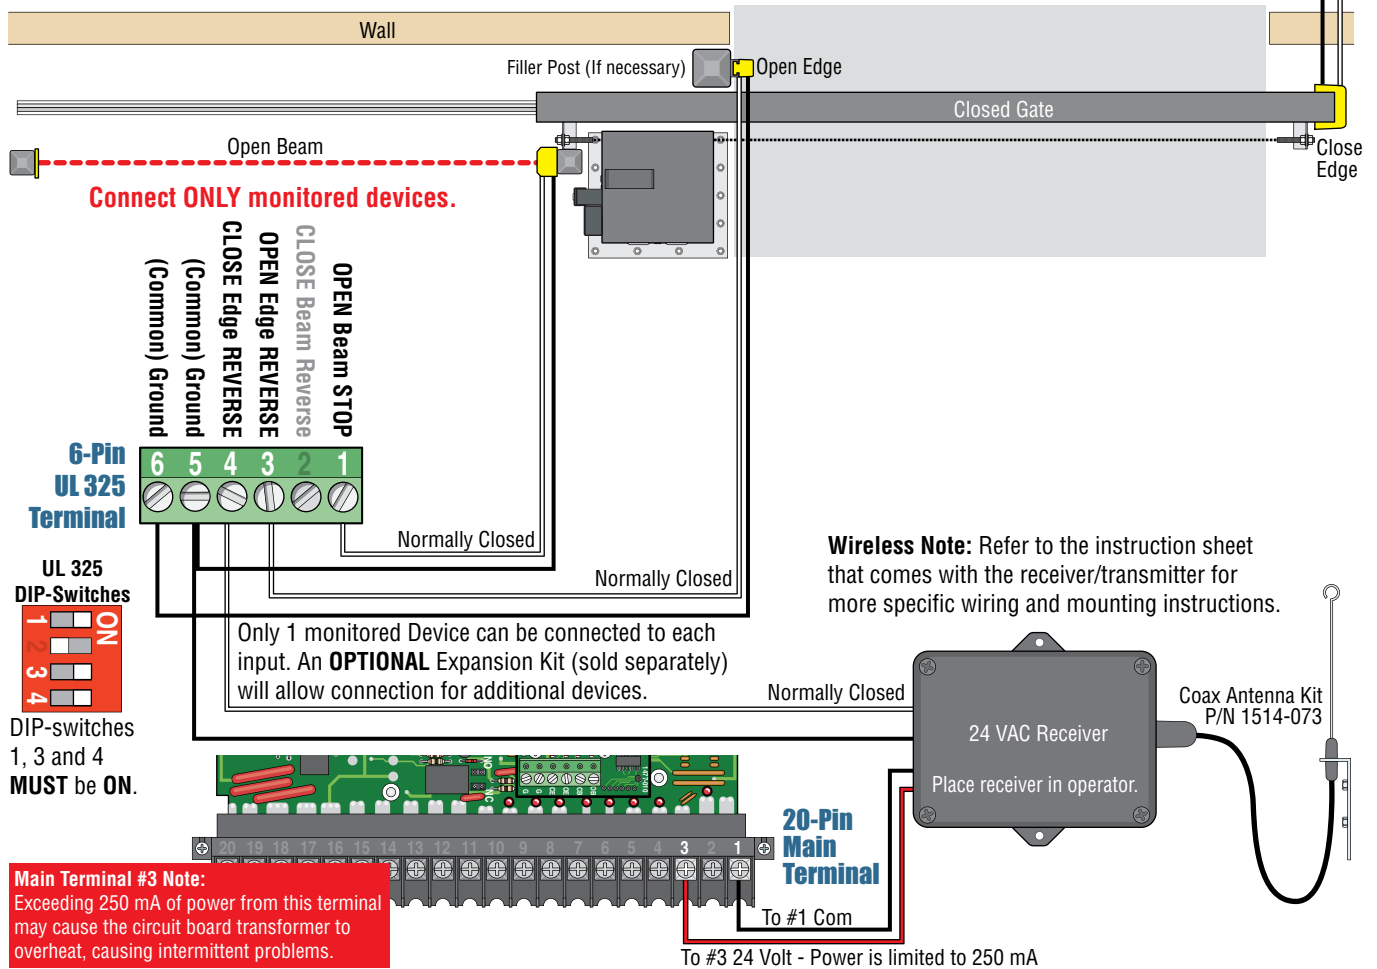 Wall
Filler Post (If necessary)
Open Edge
Closed Gate
Open Beam
Close
Edge
Connect ONLY monitored devices.
(Common) Ground
(Common) Ground
CLOSE Edge REVERSE
OPEN Edge REVERSE
CLOSE Beam Reverse
OPEN Beam STOP
6-Pin
UL 325
Terminal
6 5 4 3 2 1
Normally Closed
Normally Closed
UL 325
DIP-Switches
ON
1
2
3
4
DIP-switches
1, 3 and 4
MUST be ON.
Only 1 monitored Device can be connected to each
input. An OPTIONAL Expansion Kit (sold separately)
will allow connection for additional devices.
Wireless Note: Refer to the instruction sheet
that comes with the receiver/transmitter for
more specific wiring and mounting instructions.
Normally Closed
24 VAC Receiver
Place receiver in operator.
Coax Antenna Kit
P/N 1514-073
NO
NC
G G CE OE CB OB
20 19 18 17 16 15 14 13 12 11 10 9 8 7 6 5 4 3 2 1
20-Pin
Main
Terminal
Main Terminal #3 Note:
Exceeding 250 mA of power from this terminal
may cause the circuit board transformer to
overheat, causing intermittent problems.
To #1 Com
To #3 24 Volt - Power is limited to 250 mA